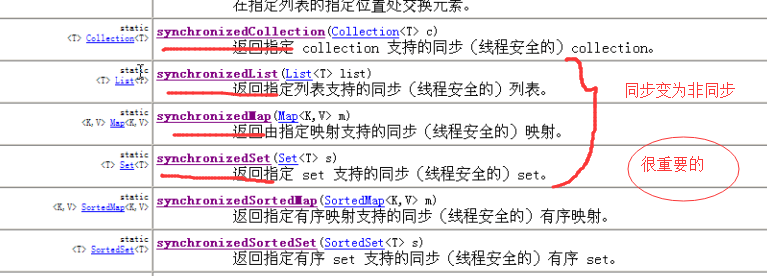 在指定列表的指定位置处交换元素。
static <T> Collection<T> synchronizedCollection(Collection<T> c)
返回指定 collection 支持的同步（线程安全的）collection。
static <T> List<T> synchronizedList(List<T> list)
返回指定列表支持的同步（线程安全的）列表。
同步变为非同步
static <K,V> Map<K,V> synchronizedMap(Map<K,V> m)
返回由指定映射支持的同步（线程安全的）映射。
static <T> Set<T> synchronizedSet(Set<T> s)
返回指定 set 支持的同步（线程安全的）set。
很重要的
static <K,V> SortedMap<K,V> synchronizedSortedMap(SortedMap<K,V> m)
返回指定有序映射支持的同步（线程安全的）有序映射。
static <T> SortedSet<T> synchronizedSortedSet(SortedSet<T> s)
返回指定有序 set 支持的同步（线程安全的）有序 set。